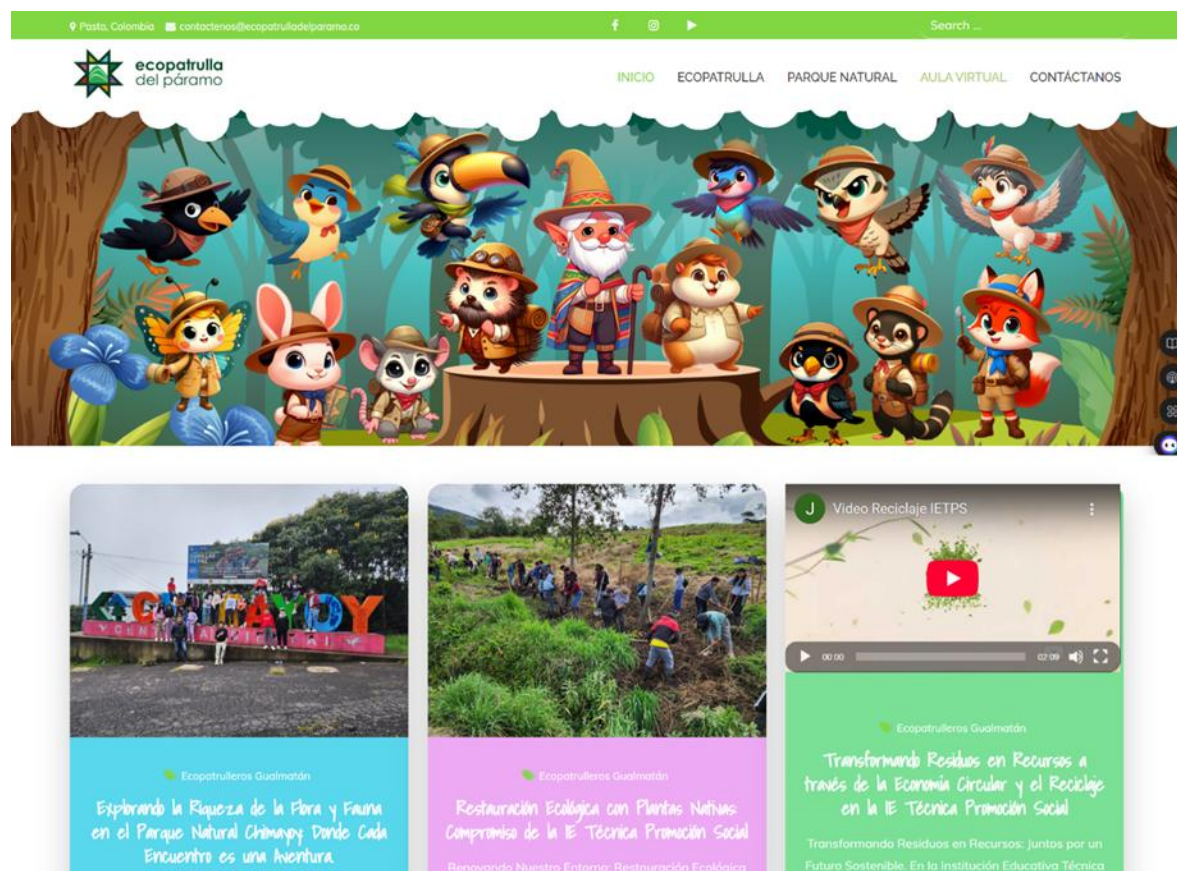 Pasto, Colombia contactenos@ecopatrulladelparamo.co Search ...
ecopatrulla
del páramo
INICIO ECOPATRULLA PARQUE NATURAL AULA VIRTUAL CONTÁCTANOS
Ecopatrulleros Gualmatán
Explorando la Riqueza de la Flora y Fauna
en el Parque Natural Chimayoy: Donde Cada
Encuentro es una Aventura
Ecopatrulleros Gualmatán
Restauración Ecológica con Plantas Nativas:
Compromiso de la IE Técnica Promoción Social
Renovando Nuestro Entorno: Restauración Ecológica
J Video Reciclaje IETPS
00:00 02:09
Ecopatrulleros Gualmatán
Transformando Residuos en Recursos a
través de la Economía Circular y el Reciclaje
en la IE Técnica Promoción Social
Transformando Residuos en Recursos: Juntos por un
Futuro Sostenible. En la Institución Educativa Técnica